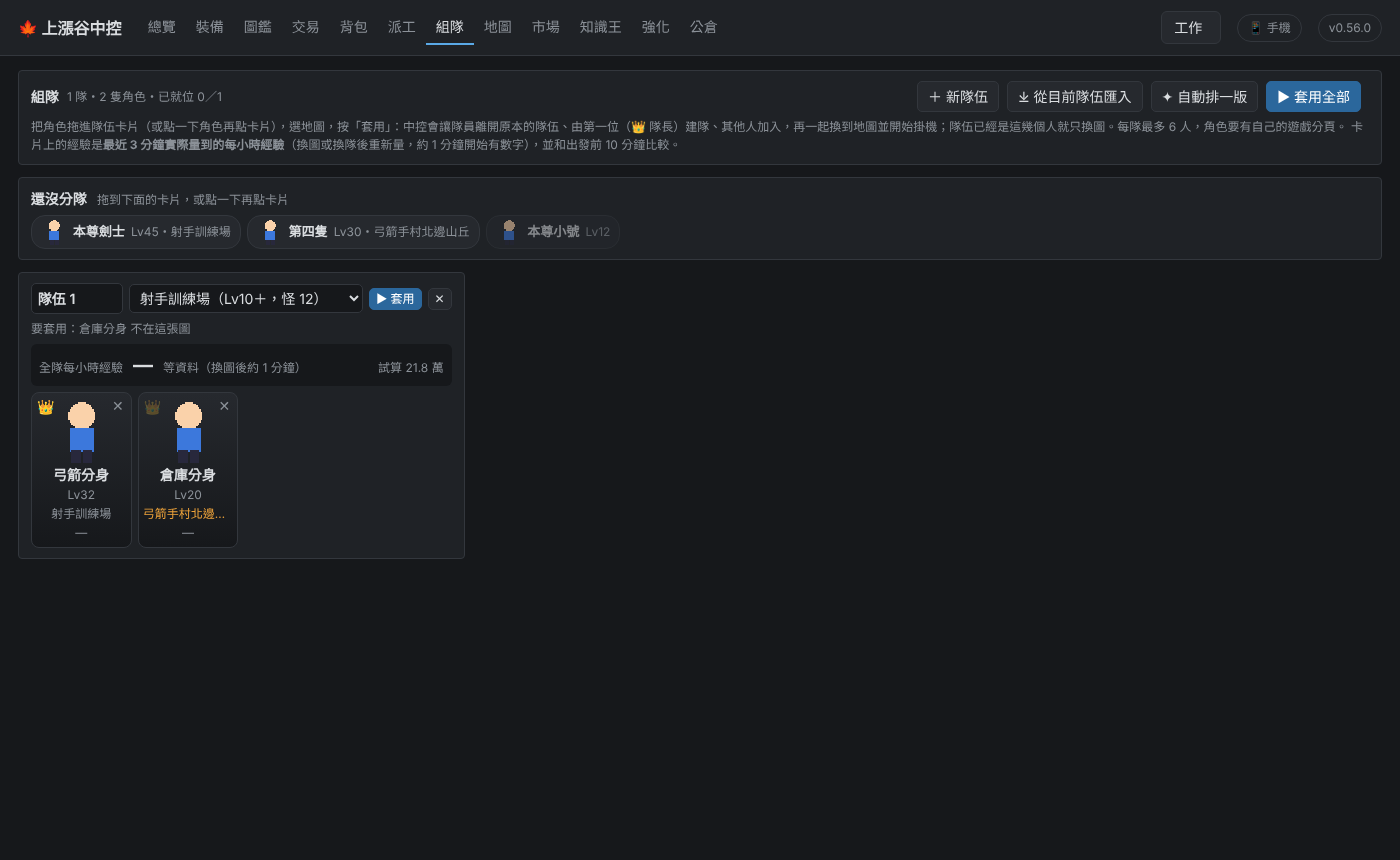 上漲谷中控 總覽 裝備 圖鑑 交易 背包 派工 組隊 地圖 市場 知識王 強化 公倉 工作 手機 v0.56.0
組隊 1 隊・2 隻角色・已就位 0／1 ＋ 新隊伍 從目前隊伍匯入 ✦ 自動排一版 ▶ 套用全部
把角色拖進隊伍卡片（或點一下角色再點卡片），選地圖，按「套用」：中控會讓隊員離開原本的隊伍、由第一位（👑 隊長）建隊、其他人加入，再一起換到地圖並開始掛機；隊伍已經是這幾個人就只換圖。每隊最多 6 人，角色要有自己的遊戲分頁。 卡
片上的經驗是最近 3 分鐘實際量到的每小時經驗（換圖或換隊後重新量，約 1 分鐘開始有數字），並和出發前 10 分鐘比較。
還沒分隊 拖到下面的卡片，或點一下再點卡片
本尊劍士 Lv45・射手訓練場 第四隻 Lv30・弓箭手村北邊山丘 本尊小號 Lv12
隊伍 1 射手訓練場（Lv10＋，怪 12） ▶ 套用 ✕
要套用：倉庫分身 不在這張圖
全隊每小時經驗 — 等資料（換圖後約 1 分鐘） 試算 21.8 萬
✕ ✕
弓箭分身 倉庫分身
Lv32 Lv20
射手訓練場 弓箭手村北邊...
— —